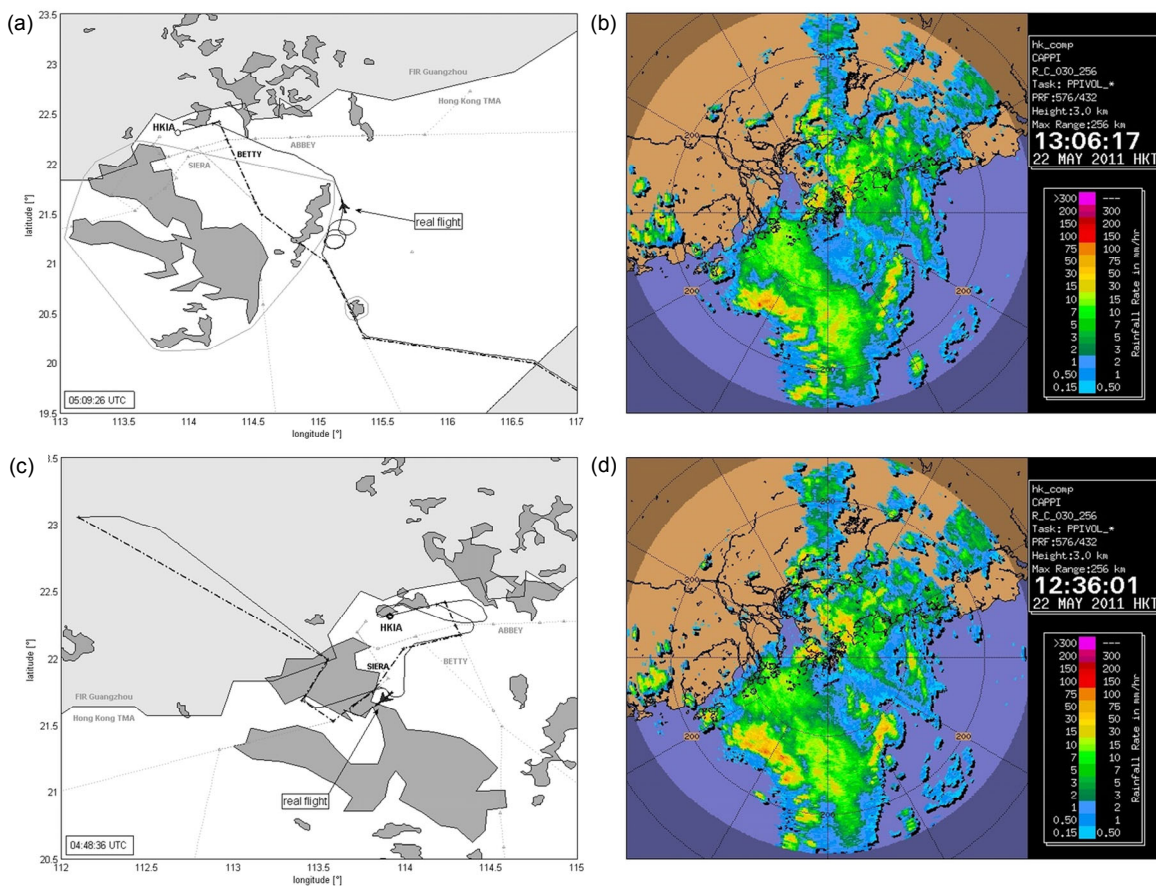 (a)
23.5
23
22.5
22
21.5
21
20.5
20
19.5
latitude [°]
FIR Guangzhou
Hong Kong TMA
HKIA
ABBEY
BETTY
SIERA
real flight
05:09:26 UTC
113 113.5 114 114.5 115 115.5 116 116.5 117
longitude [°]
(b)
200 200
200
200
hk_comp
CAPPI
R_C_030_256
Task: PPIVOL_*
PRF:576/432
Height:3.0 km
Max Range:256 km
13:06:17
22 MAY 2011 HKT
>300 ---
200 300
150 200
100 150
75 100
50 75
30 50
15 30
10 15
7 10
5 7
3 5
2 3
1 2
0.50 1
0.15 0.50
Rainfall Rate in mm/hr
(c)
3.5
23
22.5
22
21.5
21
20.5
latitude [°]
HKIA
ABBEY
SIERA
BETTY
FIR Guangzhou
Hong Kong TMA
real flight
04:48:36 UTC
112 112.5 113 113.5 114 114.5 115
longitude [°]
(d)
200
200
200
200
hk_comp
CAPPI
R_C_030_256
Task: PPIVOL_*
PRF:576/432
Height:3.0 km
Max Range:256 km
12:36:01
22 MAY 2011 HKT
>300 ---
200 300
150 200
100 150
75 100
50 75
30 50
15 30
10 15
7 10
5 7
3 5
2 3
1 2
0.50 1
0.15 0.50
Rainfall Rate in mm/hr